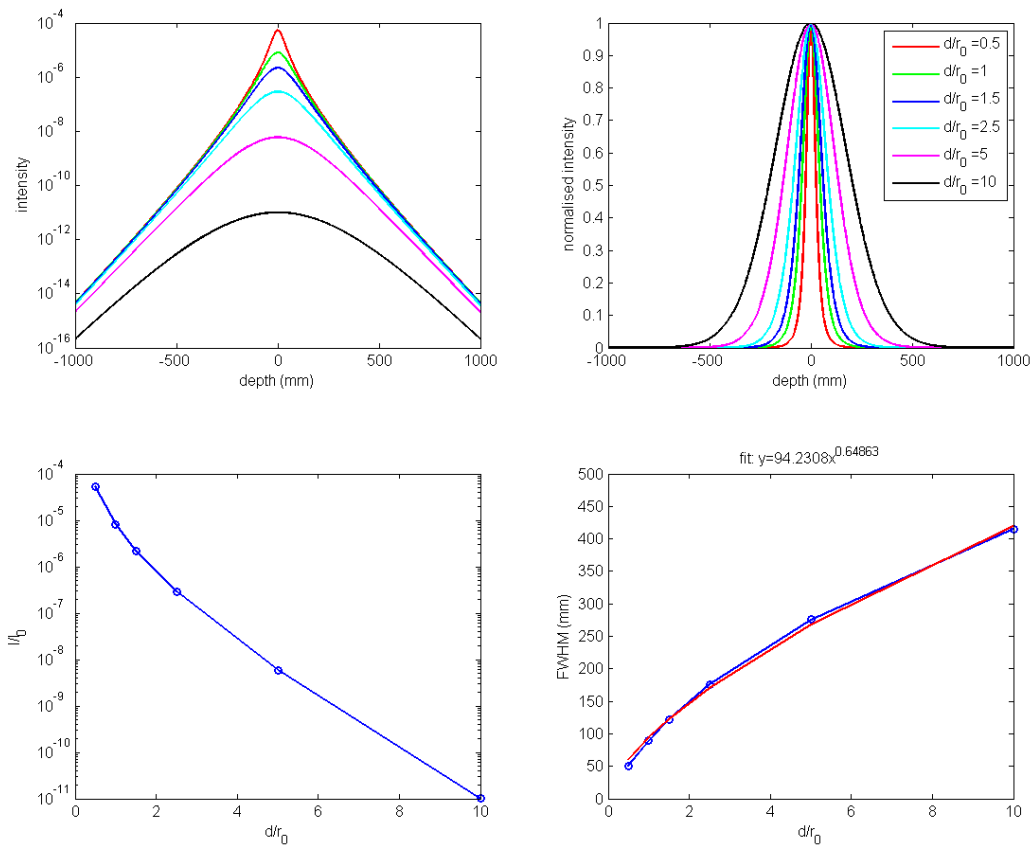 10^-4
10^-6
10^-8
10^-10
10^-12
10^-14
10^-16
intensity
-1000 -500 0 500 1000
depth (mm)
1
0.9
0.8
0.7
0.6
0.5
0.4
0.3
0.2
0.1
0
normalised intensity
-1000 -500 0 500 1000
depth (mm)
d/r_0 =0.5
d/r_0 =1
d/r_0 =1.5
d/r_0 =2.5
d/r_0 =5
d/r_0 =10
10^-4
10^-5
10^-6
10^-7
10^-8
10^-9
10^-10
10^-11
I/I_0
0 2 4 6 8 10
d/r_0
fit: y=94.2308x^0.64863
500
450
400
350
300
250
200
150
100
50
0
FWHM (mm)
0 2 4 6 8 10
d/r_0